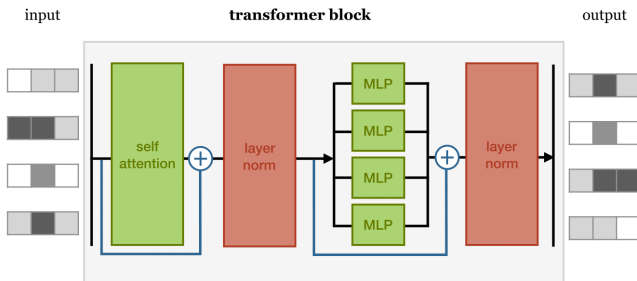 input
transformer block
output
self
attention
layer
norm
MLP
MLP
MLP
MLP
layer
norm